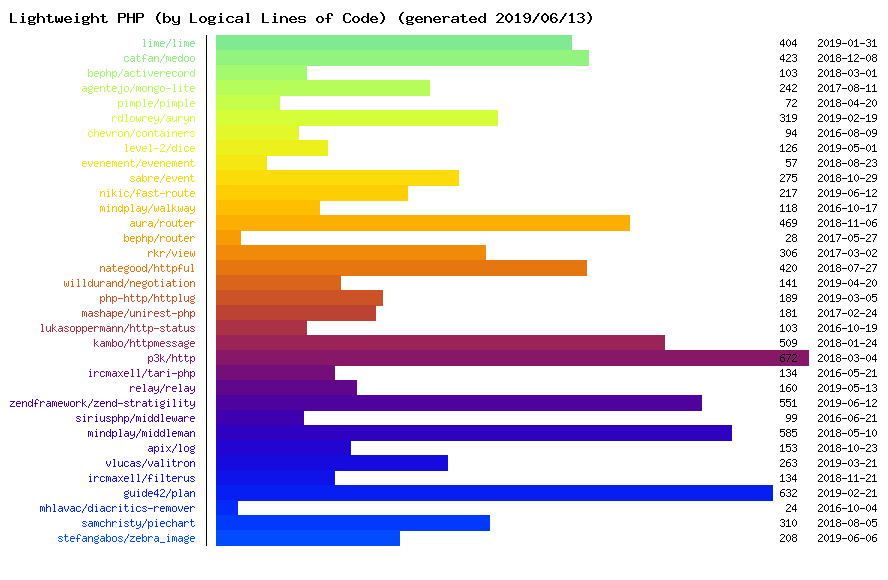 Lightweight PHP (by Logical Lines of Code) (generated 2019/06/13)
lime/lime 404 2019-01-31
catfan/medoo 423 2018-12-08
bephp/activerecord 103 2018-03-01
agentejo/mongo-lite 242 2017-08-11
pimple/pimple 72 2018-04-20
rdlowrey/auryn 319 2019-02-19
chevron/containers 94 2016-08-09
level-2/dice 126 2019-05-01
evenement/evenement 57 2018-08-23
sabre/event 275 2018-10-29
nikic/fast-route 217 2019-06-12
mindplay/walkway 118 2016-10-17
aura/router 469 2018-11-06
bephp/router 28 2017-05-27
rkr/view 306 2017-03-02
nategood/httpful 420 2018-07-27
willdurand/negotiation 141 2019-04-20
php-http/httplug 189 2019-03-05
mashape/unirest-php 181 2017-02-24
lukasoppermann/http-status 103 2016-10-19
kambo/httpmessage 509 2018-01-24
p3k/http 672 2018-03-04
ircmaxell/tari-php 134 2016-05-21
relay/relay 160 2019-05-13
zendframework/zend-stratigility 551 2019-06-12
siriusphp/middleware 99 2016-06-21
mindplay/middleman 585 2018-05-10
apix/log 153 2018-10-23
vlucas/valitron 263 2019-03-21
ircmaxell/filterus 134 2018-11-21
guide42/plan 632 2019-02-21
mhlavac/diacritics-remover 24 2016-10-04
samchristy/piechart 310 2018-08-05
stefangabos/zebra_image 208 2019-06-06